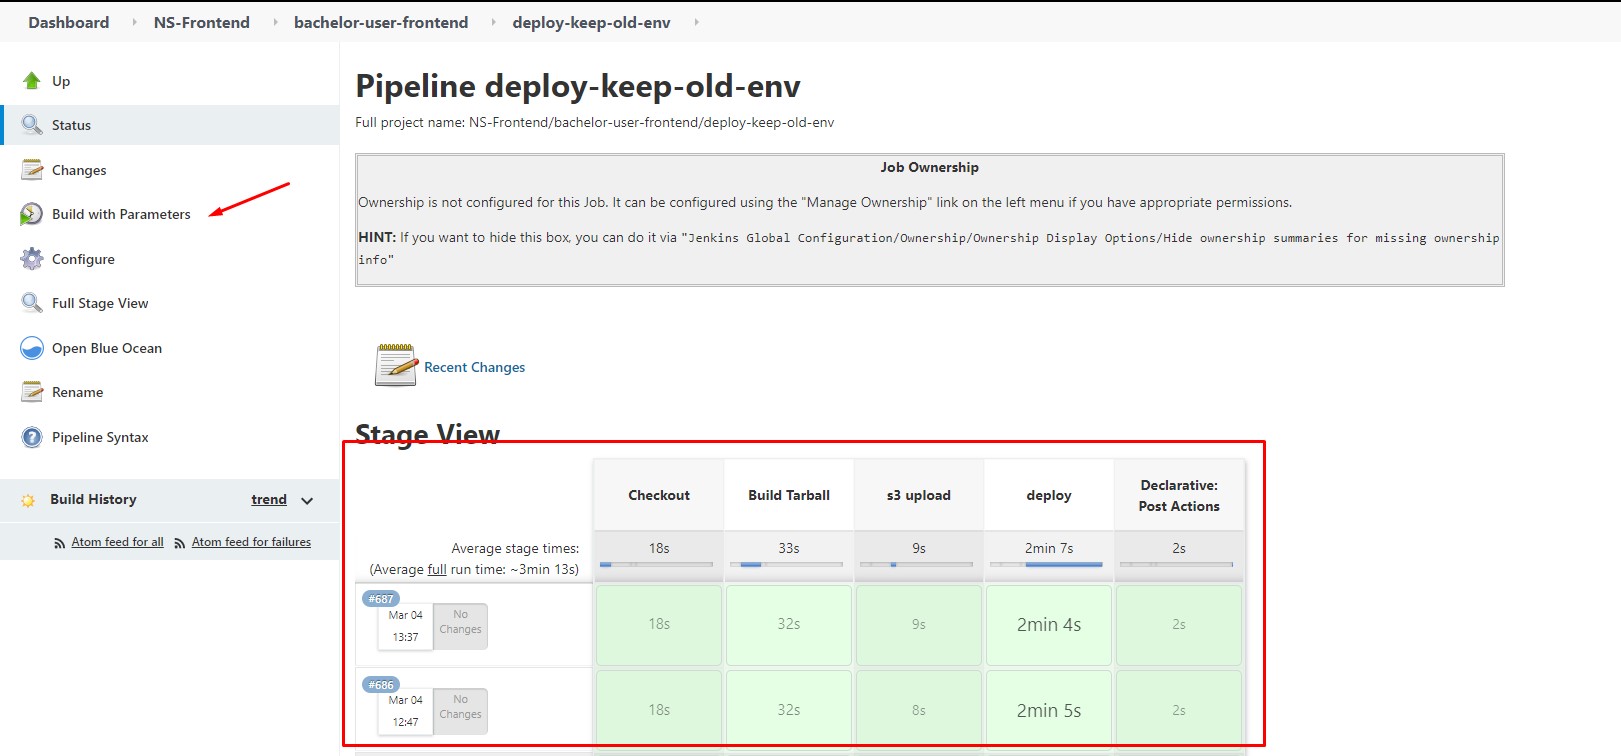 Dashboard NS-Frontend bachelor-user-frontend deploy-keep-old-env
Up
Status
Changes
Build with Parameters
Configure
Full Stage View
Open Blue Ocean
Rename
Pipeline Syntax
Build History trend
Atom feed for all Atom feed for failures
Pipeline deploy-keep-old-env
Full project name: NS-Frontend/bachelor-user-frontend/deploy-keep-old-env
Job Ownership
Ownership is not configured for this Job. It can be configured using the "Manage Ownership" link on the left menu if you have appropriate permissions.
HINT: If you want to hide this box, you can do it via "Jenkins Global Configuration/Ownership/Ownership Display Options/Hide ownership summaries for missing ownership
info"
Recent Changes
Stage View
Checkout Build Tarball s3 upload deploy Declarative:
Post Actions
Average stage times: 18s 33s 9s 2min 7s 2s
(Average full run time: ~3min 13s)
#687
Mar 04 No
13:37 Changes
18s 32s 9s 2min 4s 2s
#686
Mar 04 No
12:47 Changes
18s 32s 8s 2min 5s 2s